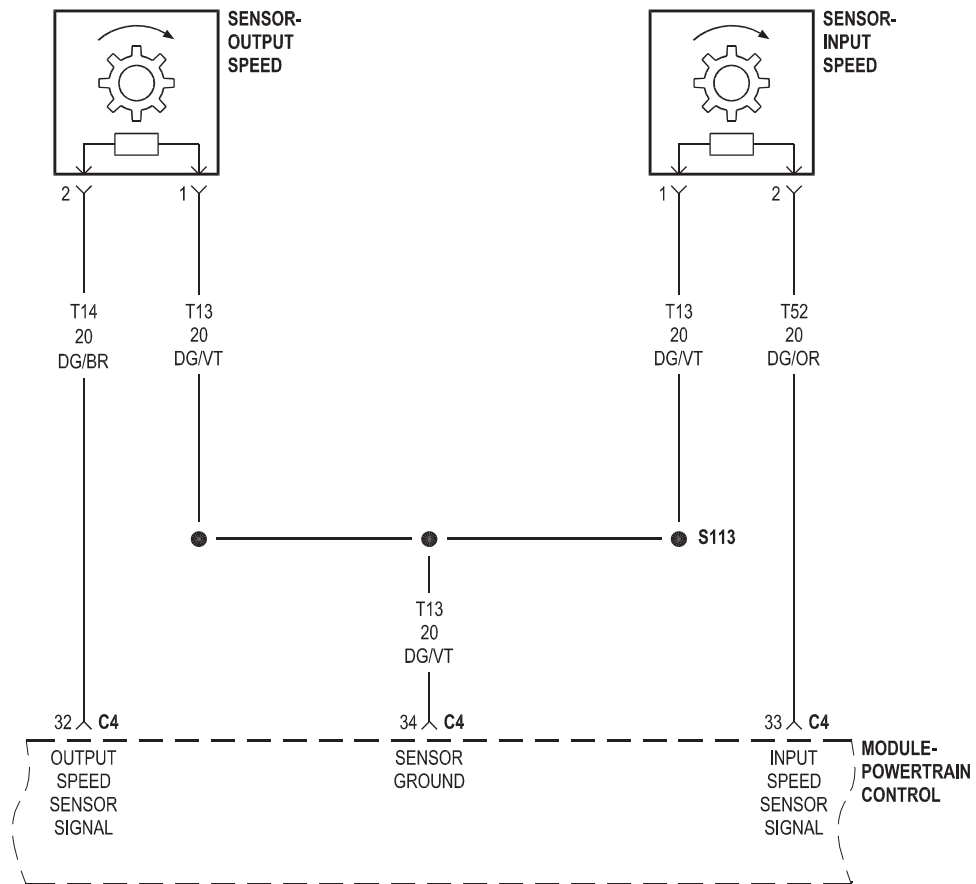 SENSOR-
OUTPUT
SPEED
SENSOR-
INPUT
SPEED
2
1
1
2
T14
20
DG/BR
T13
20
DG/VT
T13
20
DG/VT
T52
20
DG/OR
S113
T13
20
DG/VT
32 C4
34 C4
33 C4
OUTPUT
SPEED
SENSOR
SIGNAL
SENSOR
GROUND
INPUT
SPEED
SENSOR
SIGNAL
MODULE-
POWERTRAIN
CONTROL